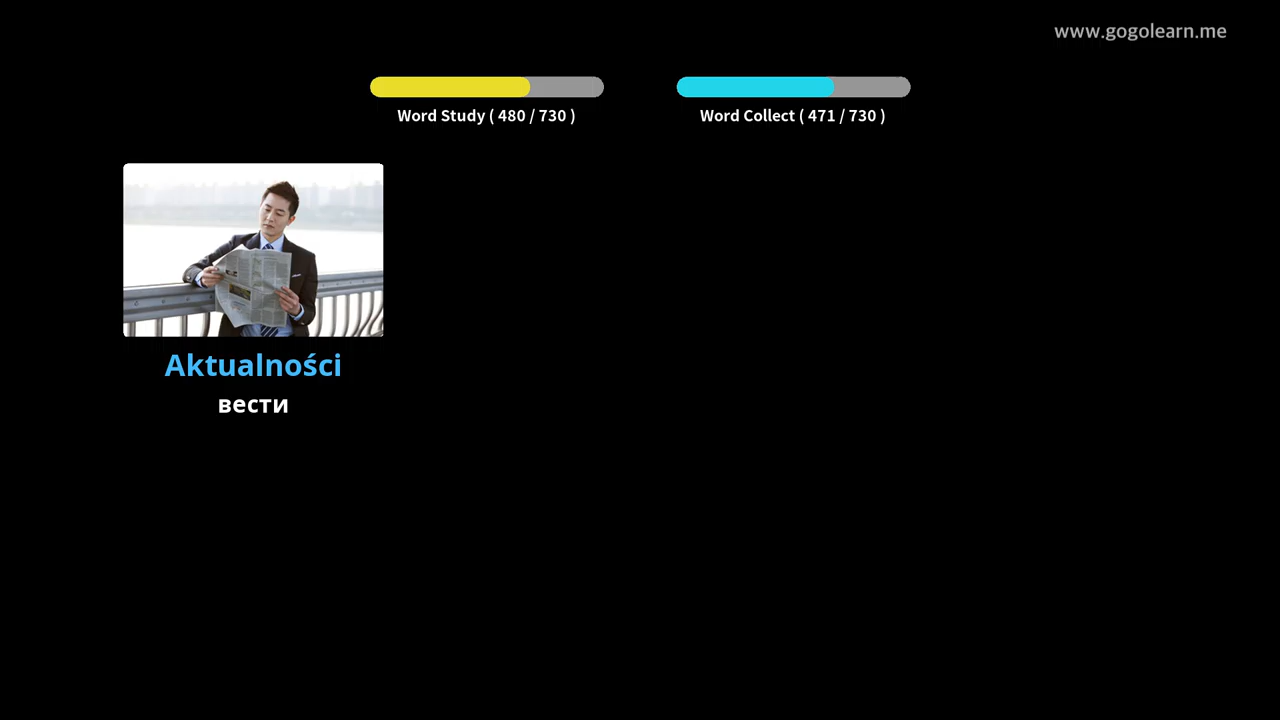 www.gogolearn.me
Word Study ( 480 / 730 )
Word Collect ( 471 / 730 )
Aktualności
вести